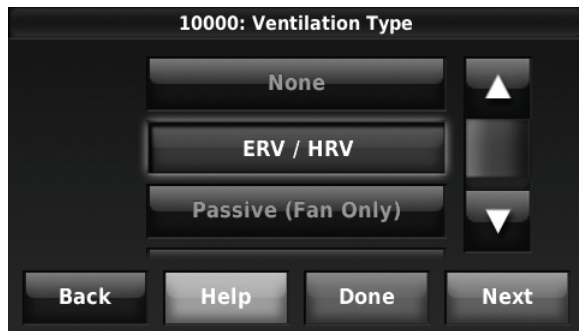 10000: Ventilation Type
None
ERV / HRV
Passive (Fan Only)
Back Help Done Next